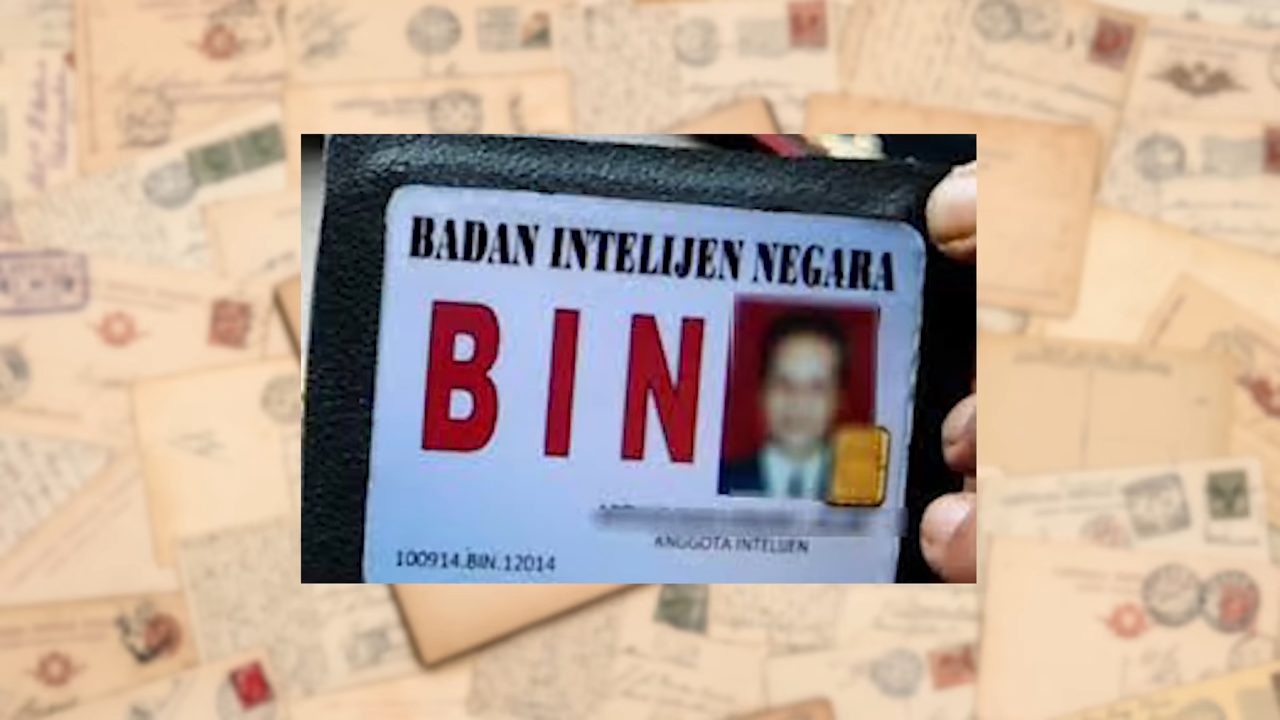 BADAN INTELIJEN NEGARA
BIN
ANGGOTA INTELIJEN
100914.BIN.12014